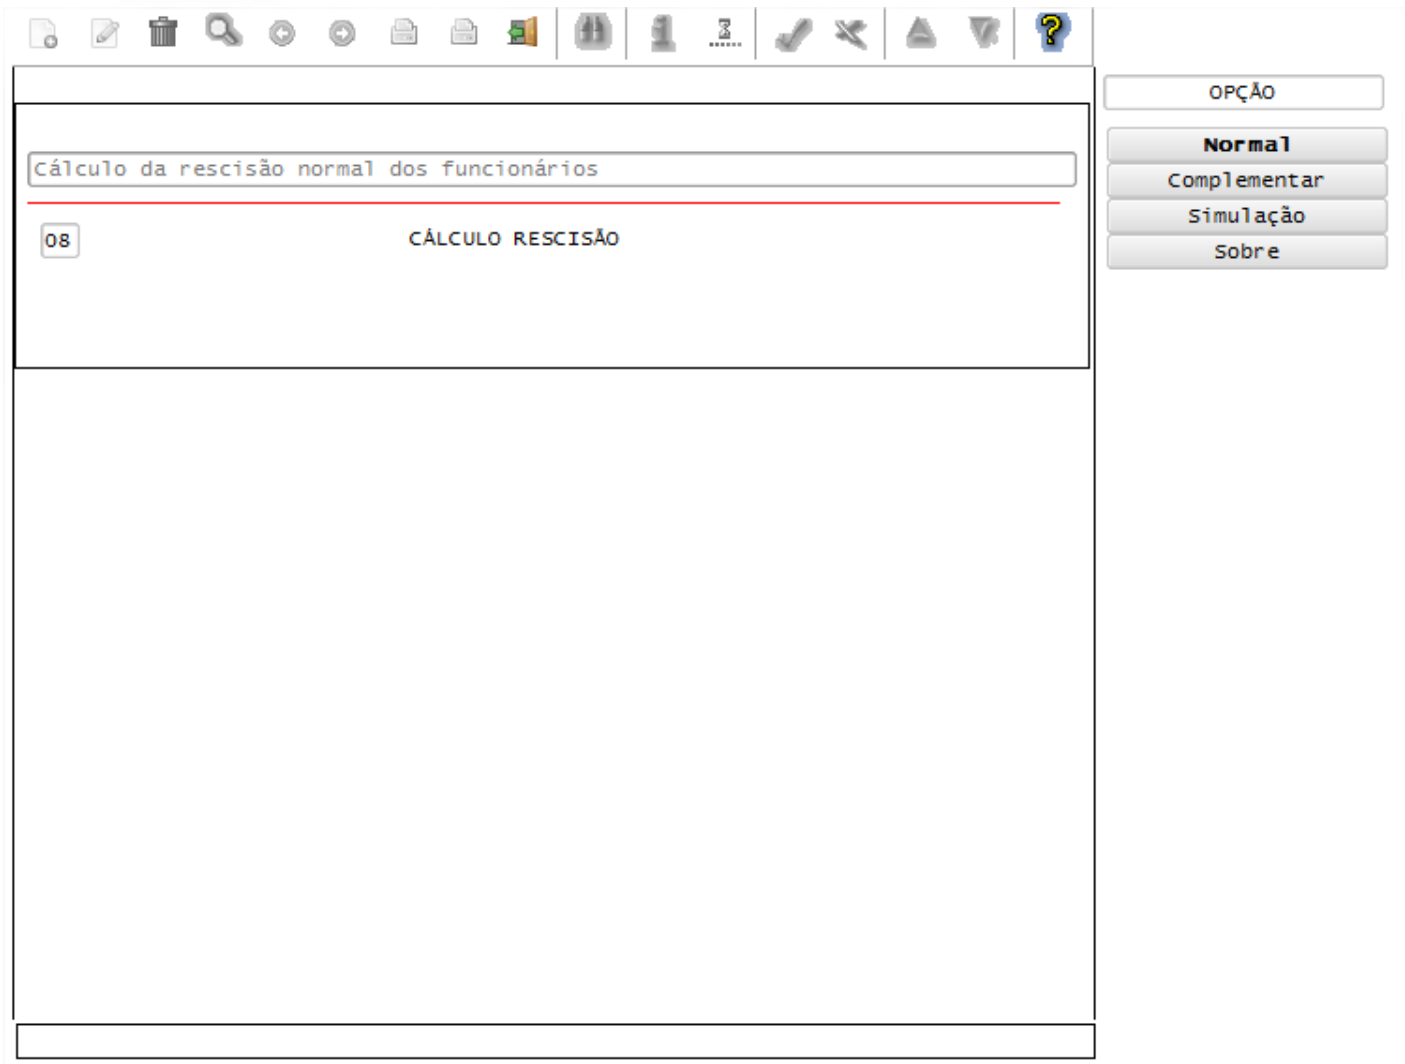 OPÇÃO
Normal
Complementar
Simulação
Sobre
Cálculo da rescisão normal dos funcionários
08 CÁLCULO RESCISÃO